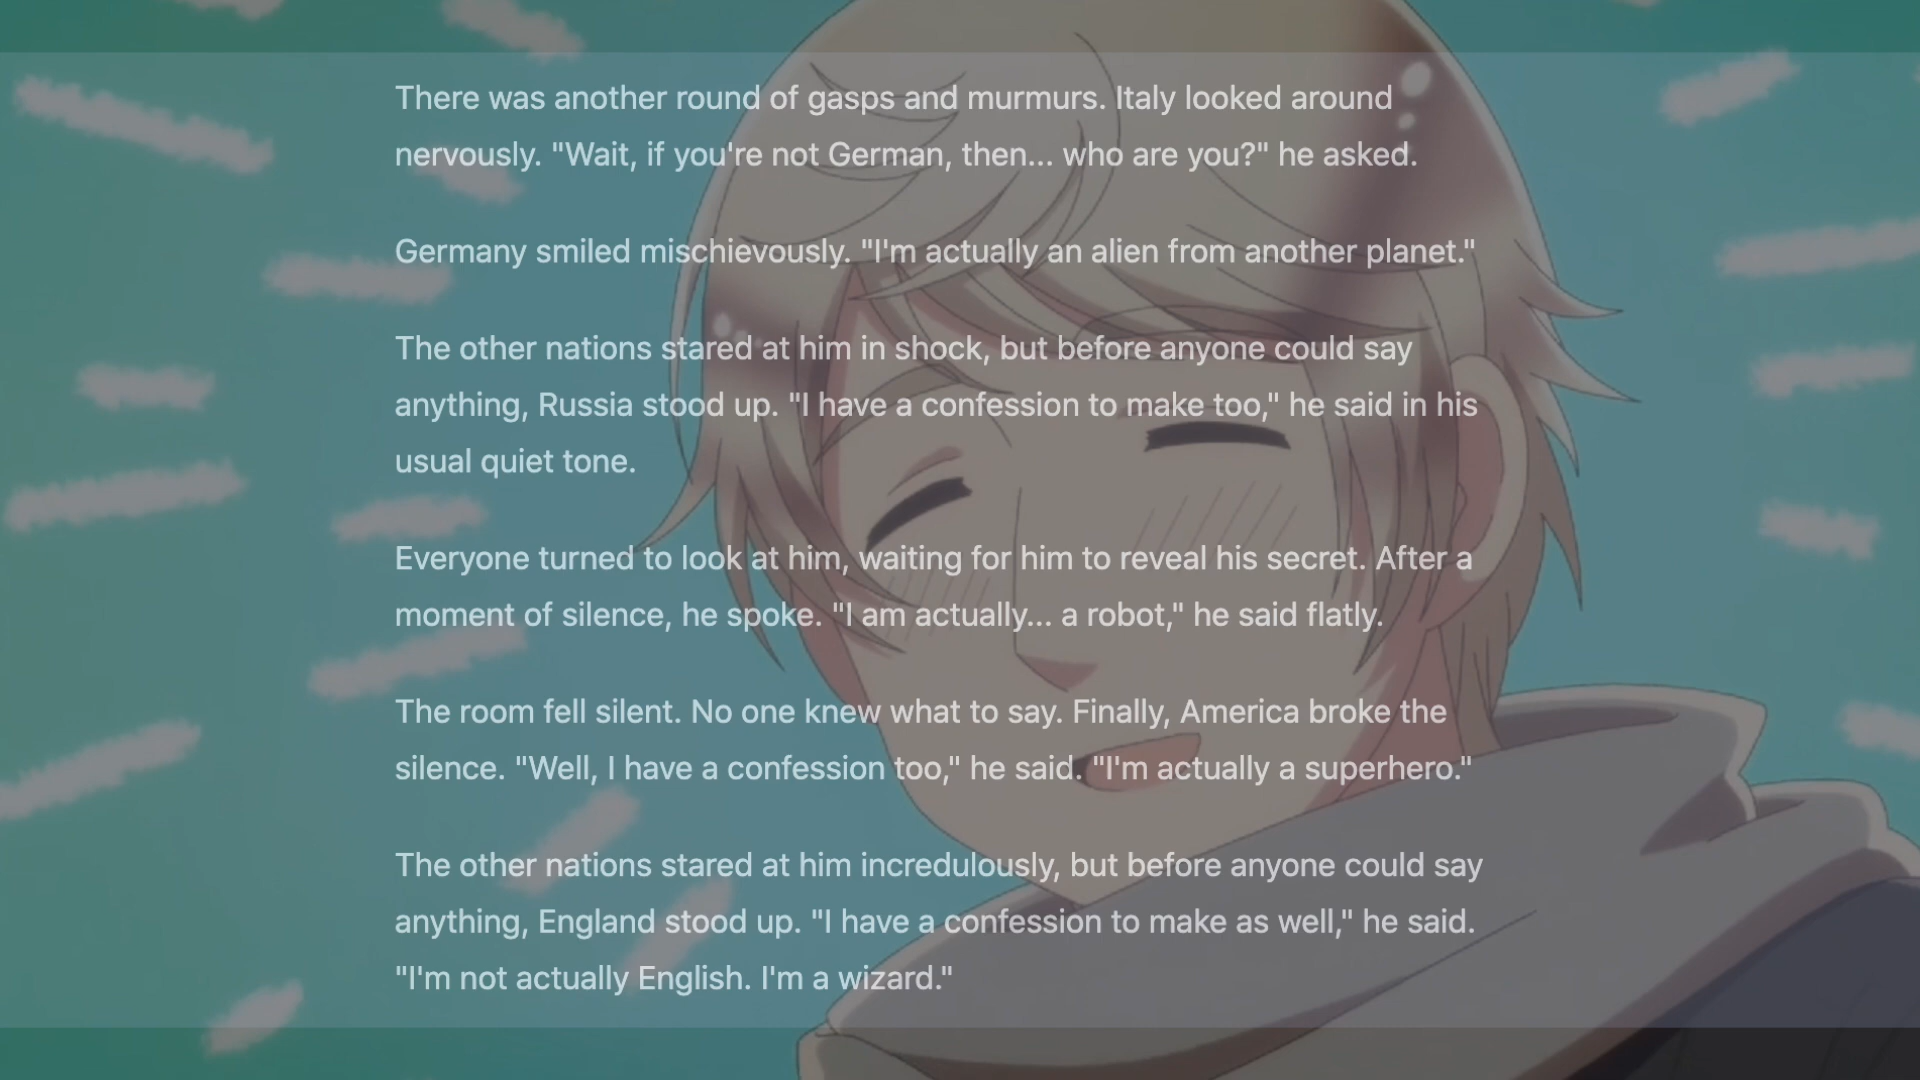 There was another round of gasps and murmurs. Italy looked around
nervously. "Wait, if you're not German, then... who are you?" he asked.
Germany smiled mischievously. "I'm actually an alien from another planet."
The other nations stared at him in shock, but before anyone could say
anything, Russia stood up. "I have a confession to make too," he said in his
usual quiet tone.
Everyone turned to look at him, waiting for him to reveal his secret. After a
moment of silence, he spoke. "I am actually... a robot," he said flatly.
The room fell silent. No one knew what to say. Finally, America broke the
silence. "Well, I have a confession too," he said. "I'm actually a superhero."
The other nations stared at him incredulously, but before anyone could say
anything, England stood up. "I have a confession to make as well," he said.
"I'm not actually English. I'm a wizard."